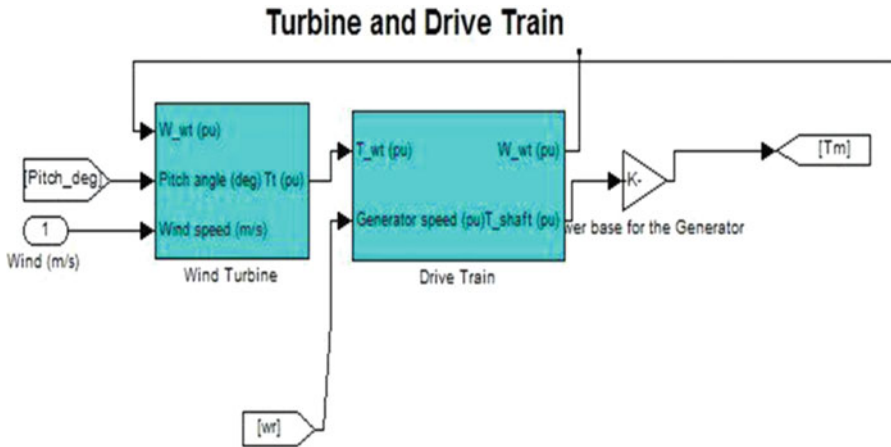 Turbine and Drive Train
W_wt (pu)
[Pitch_deg]
Pitch angle (deg) Tt (pu)
1
Wind speed (m/s)
Wind (m/s)
Wind Turbine
T_wt (pu)
W_wt (pu)
Generator speed (pu)T_shaft (pu)
Drive Train
K-
wer base for the Generator
[Tm]
[wr]